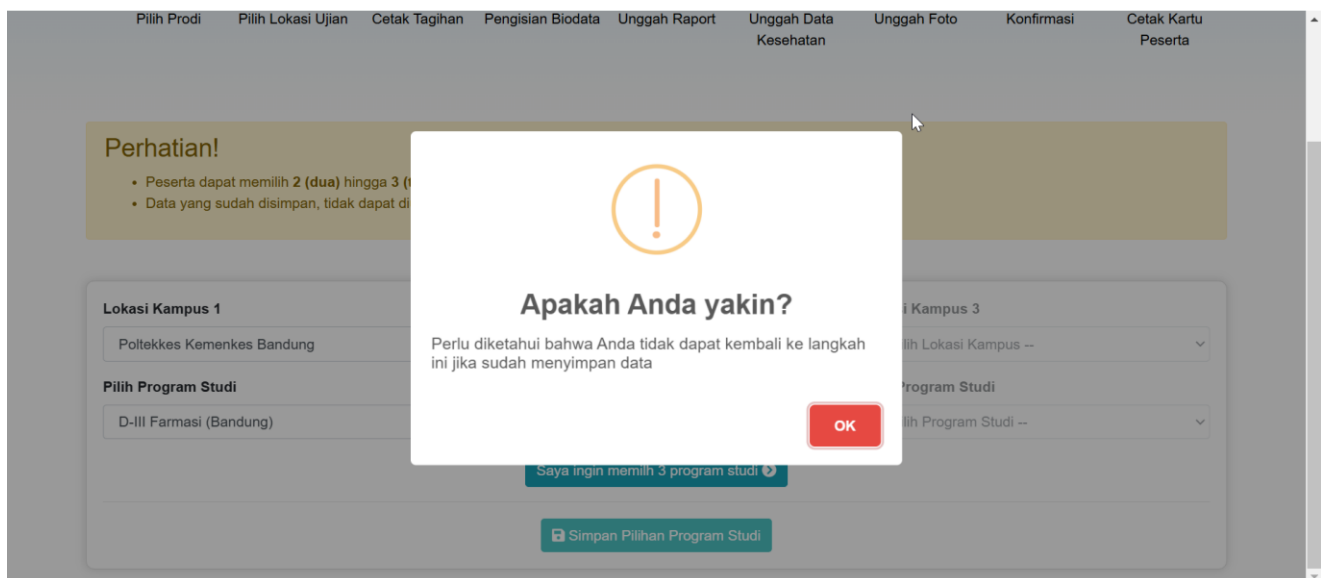 Pilih Prodi Pilih Lokasi Ujian Cetak Tagihan Pengisian Biodata Unggah Raport Unggah Data Kesehatan Unggah Foto Konfirmasi Cetak Kartu Peserta
Perhatian!
• Peserta dapat memilih 2 (dua) hingga 3 (
• Data yang sudah disimpan, tidak dapat di
Apakah Anda yakin?
Perlu diketahui bahwa Anda tidak dapat kembali ke langkah
ini jika sudah menyimpan data
OK
Lokasi Kampus 1
Poltekkes Kemenkes Bandung
Pilih Program Studi
D-III Farmasi (Bandung)
i Kampus 3
lih Lokasi Kampus --
Program Studi
lih Program Studi --
Saya ingin memilh 3 program studi
Simpan Pilihan Program Studi